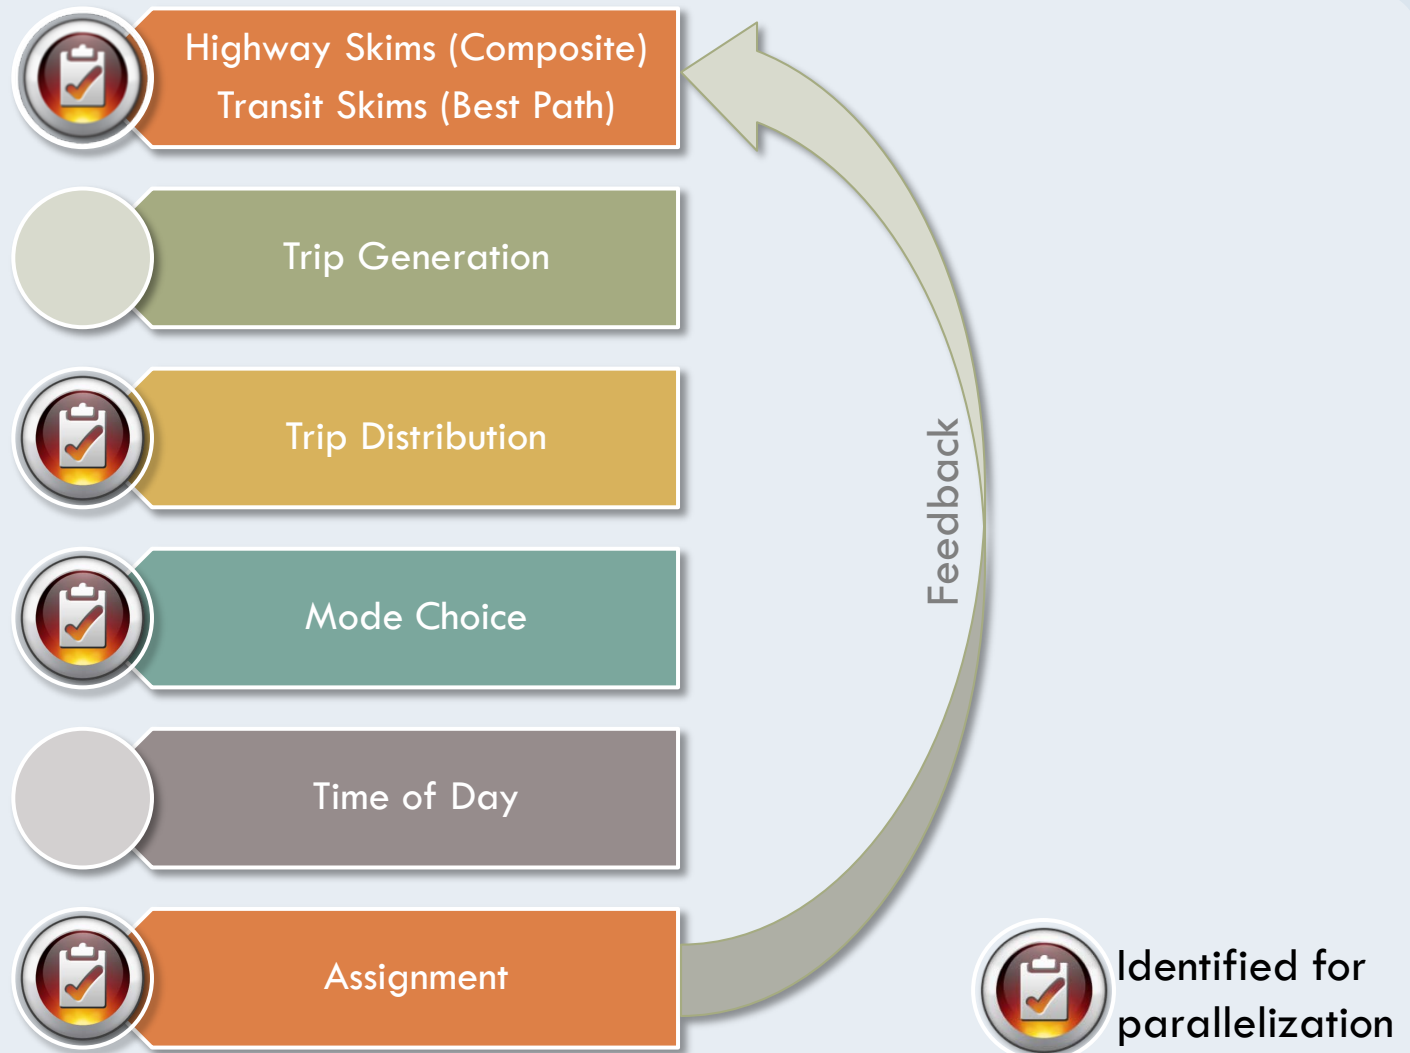 Highway Skims (Composite)
Transit Skims (Best Path)
Trip Generation
Trip Distribution
Mode Choice
Time of Day
Assignment
Feedback
Identified for
parallelization